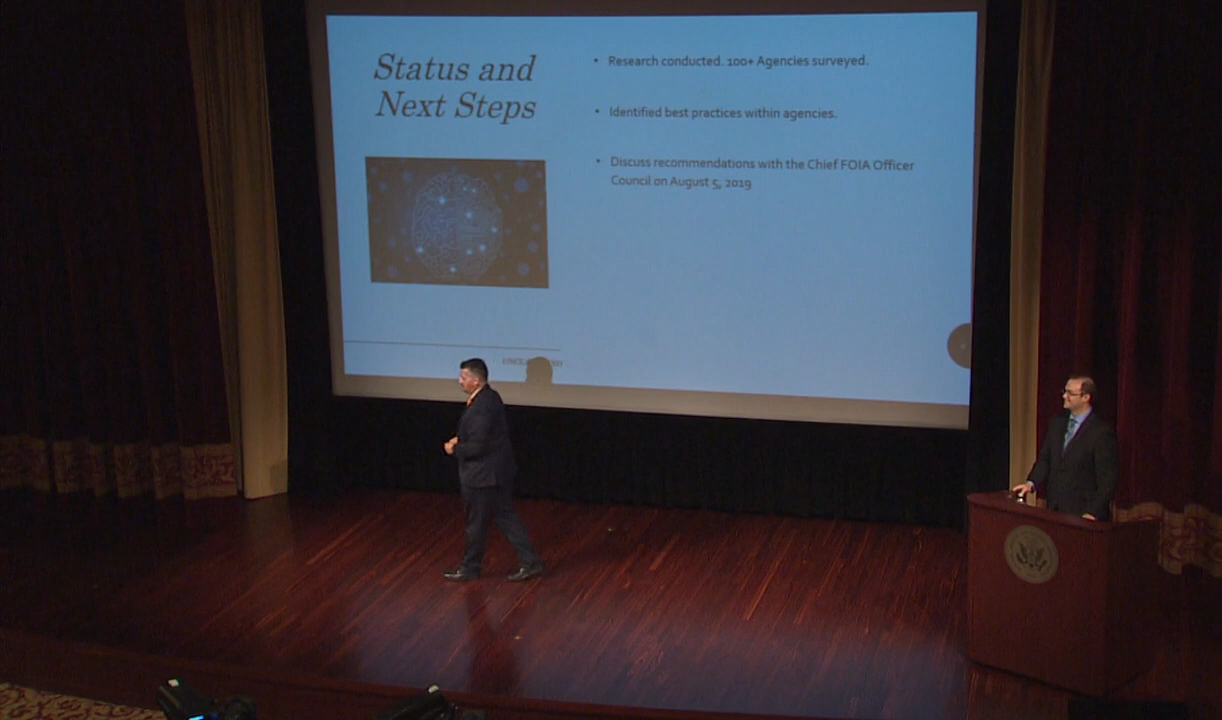 Status and
Next Steps
• Research conducted. 100+ Agencies surveyed.
• Identified best practices within agencies.
• Discuss recommendations with the Chief FOIA Officer
Council on August 5, 2019